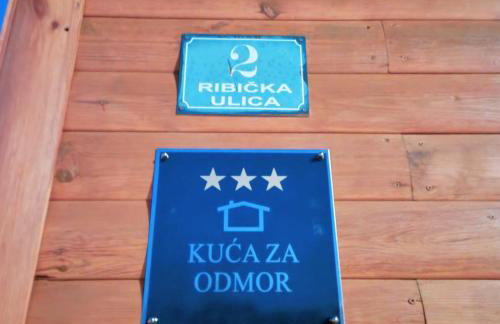 2
RIBIČKA
ULICA
KUĆA ZA
ODMOR